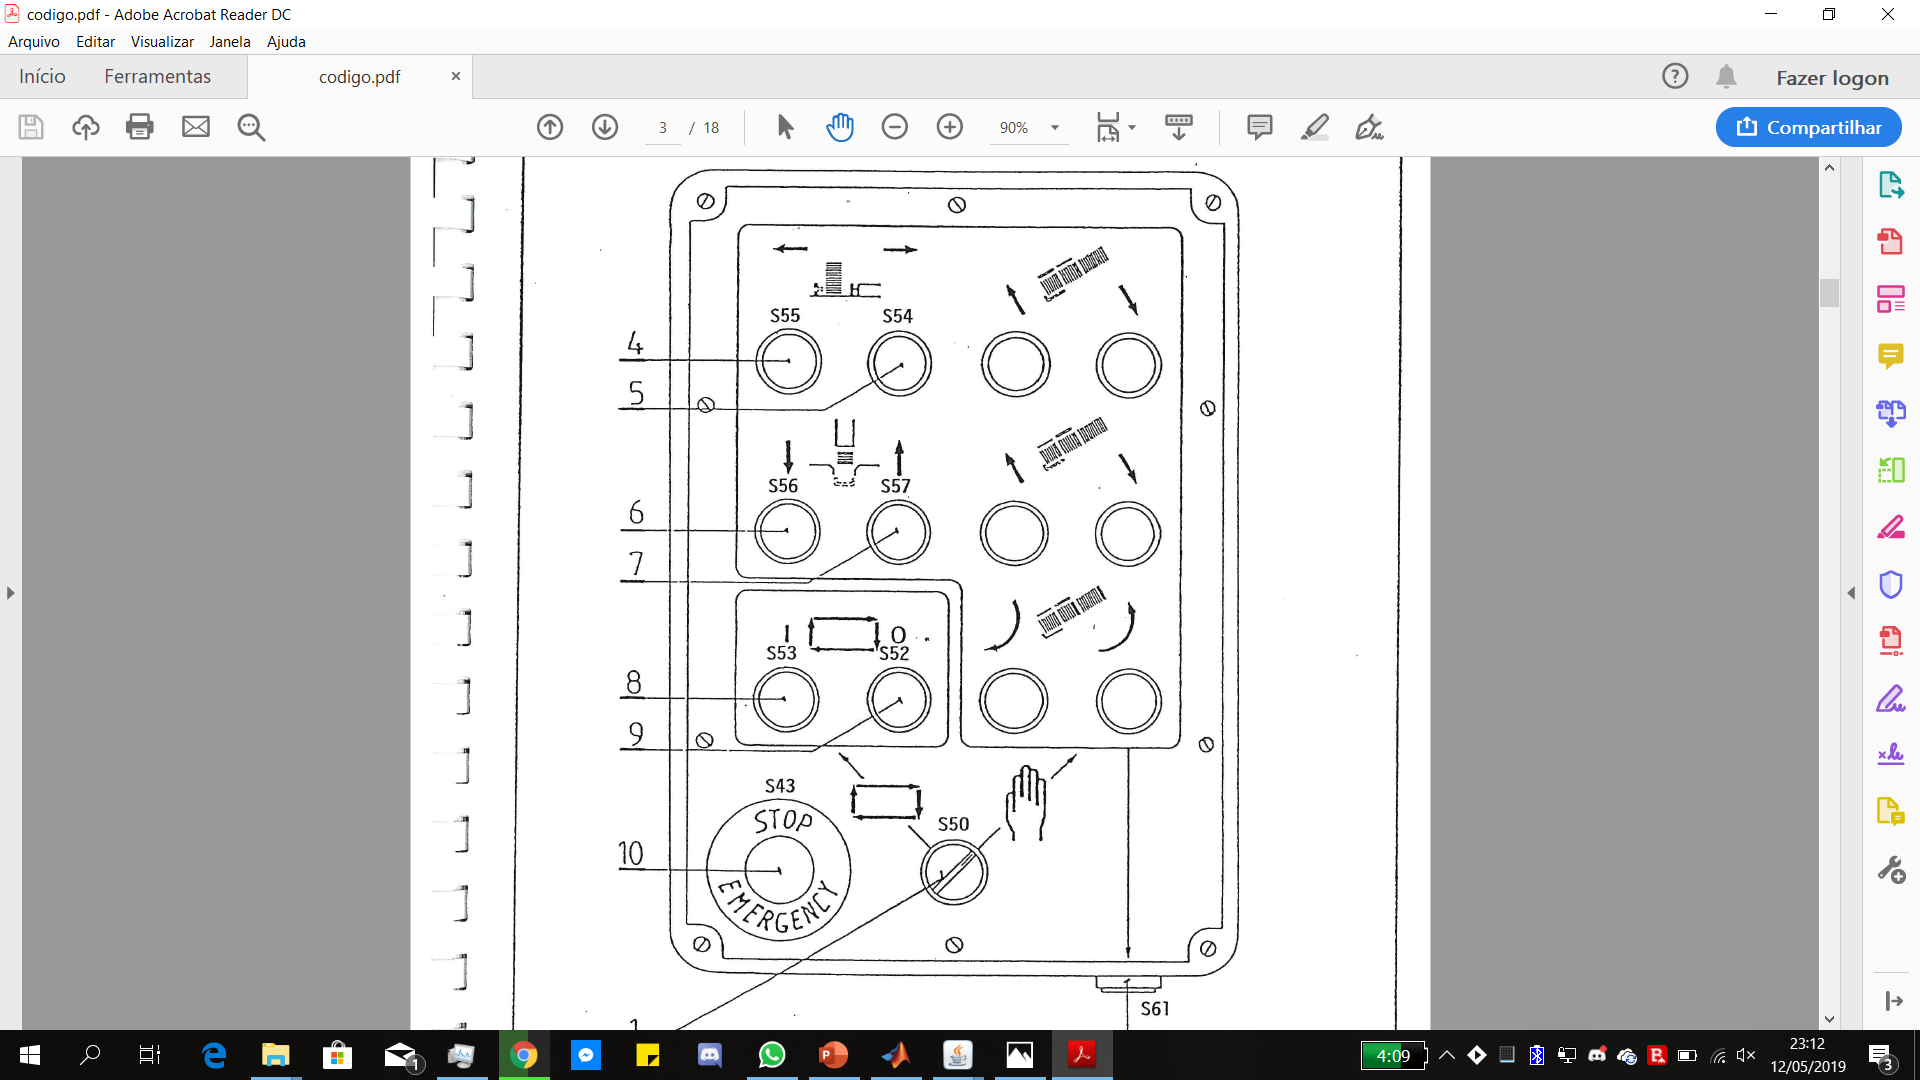 codigo.pdf - Adobe Acrobat Reader DC
Arquivo Editar Visualizar Janela Ajuda
Início Ferramentas codigo.pdf × Fazer logon
3 / 18 90% Compartilhar
S55 S54
4
5
S56 S57
6
7
I O
S53 S52
8
9
S43
STOP
EMERGENCY
S50
10
S61
1
1
4:09
23:12
12/05/2019
3